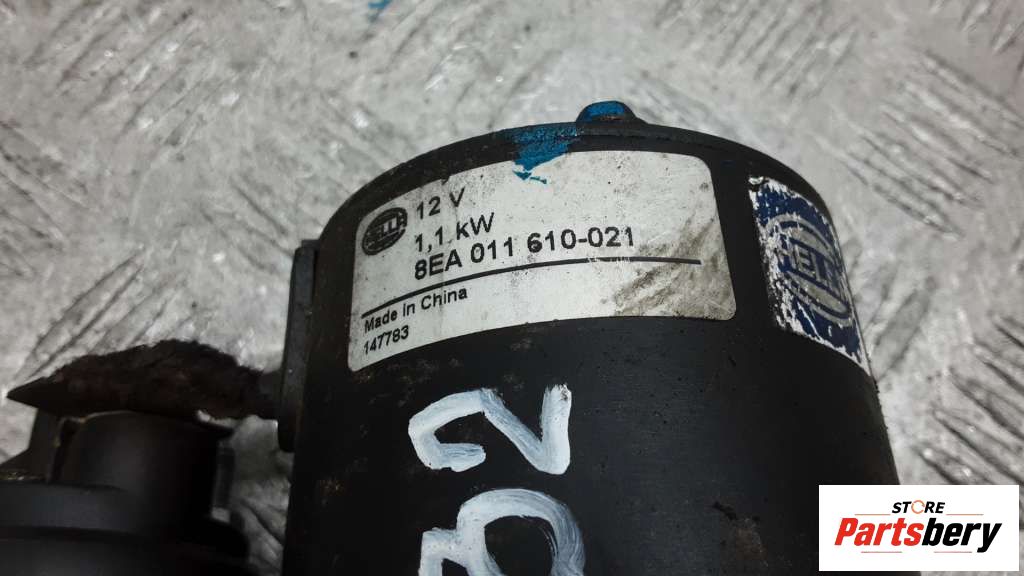 HELLA
12 V
1,1 kW
8EA 011 610-021
Made in China
147783
HELLA
STORE
Partsbery